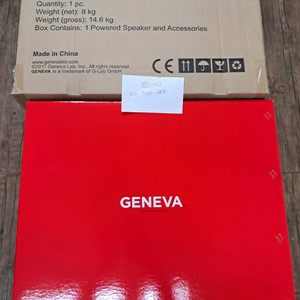 Quantity: 1 pc.
Weight (net): 8 kg
Weight (gross): 14.6 kg
Box Contains: 1 Powered Speaker and Accessories
Made in China
www.genevalab.com
©2011 Geneva Lab. All rights reserved
GENEVA is a trademark of G-Lab GmbH
GENEVA